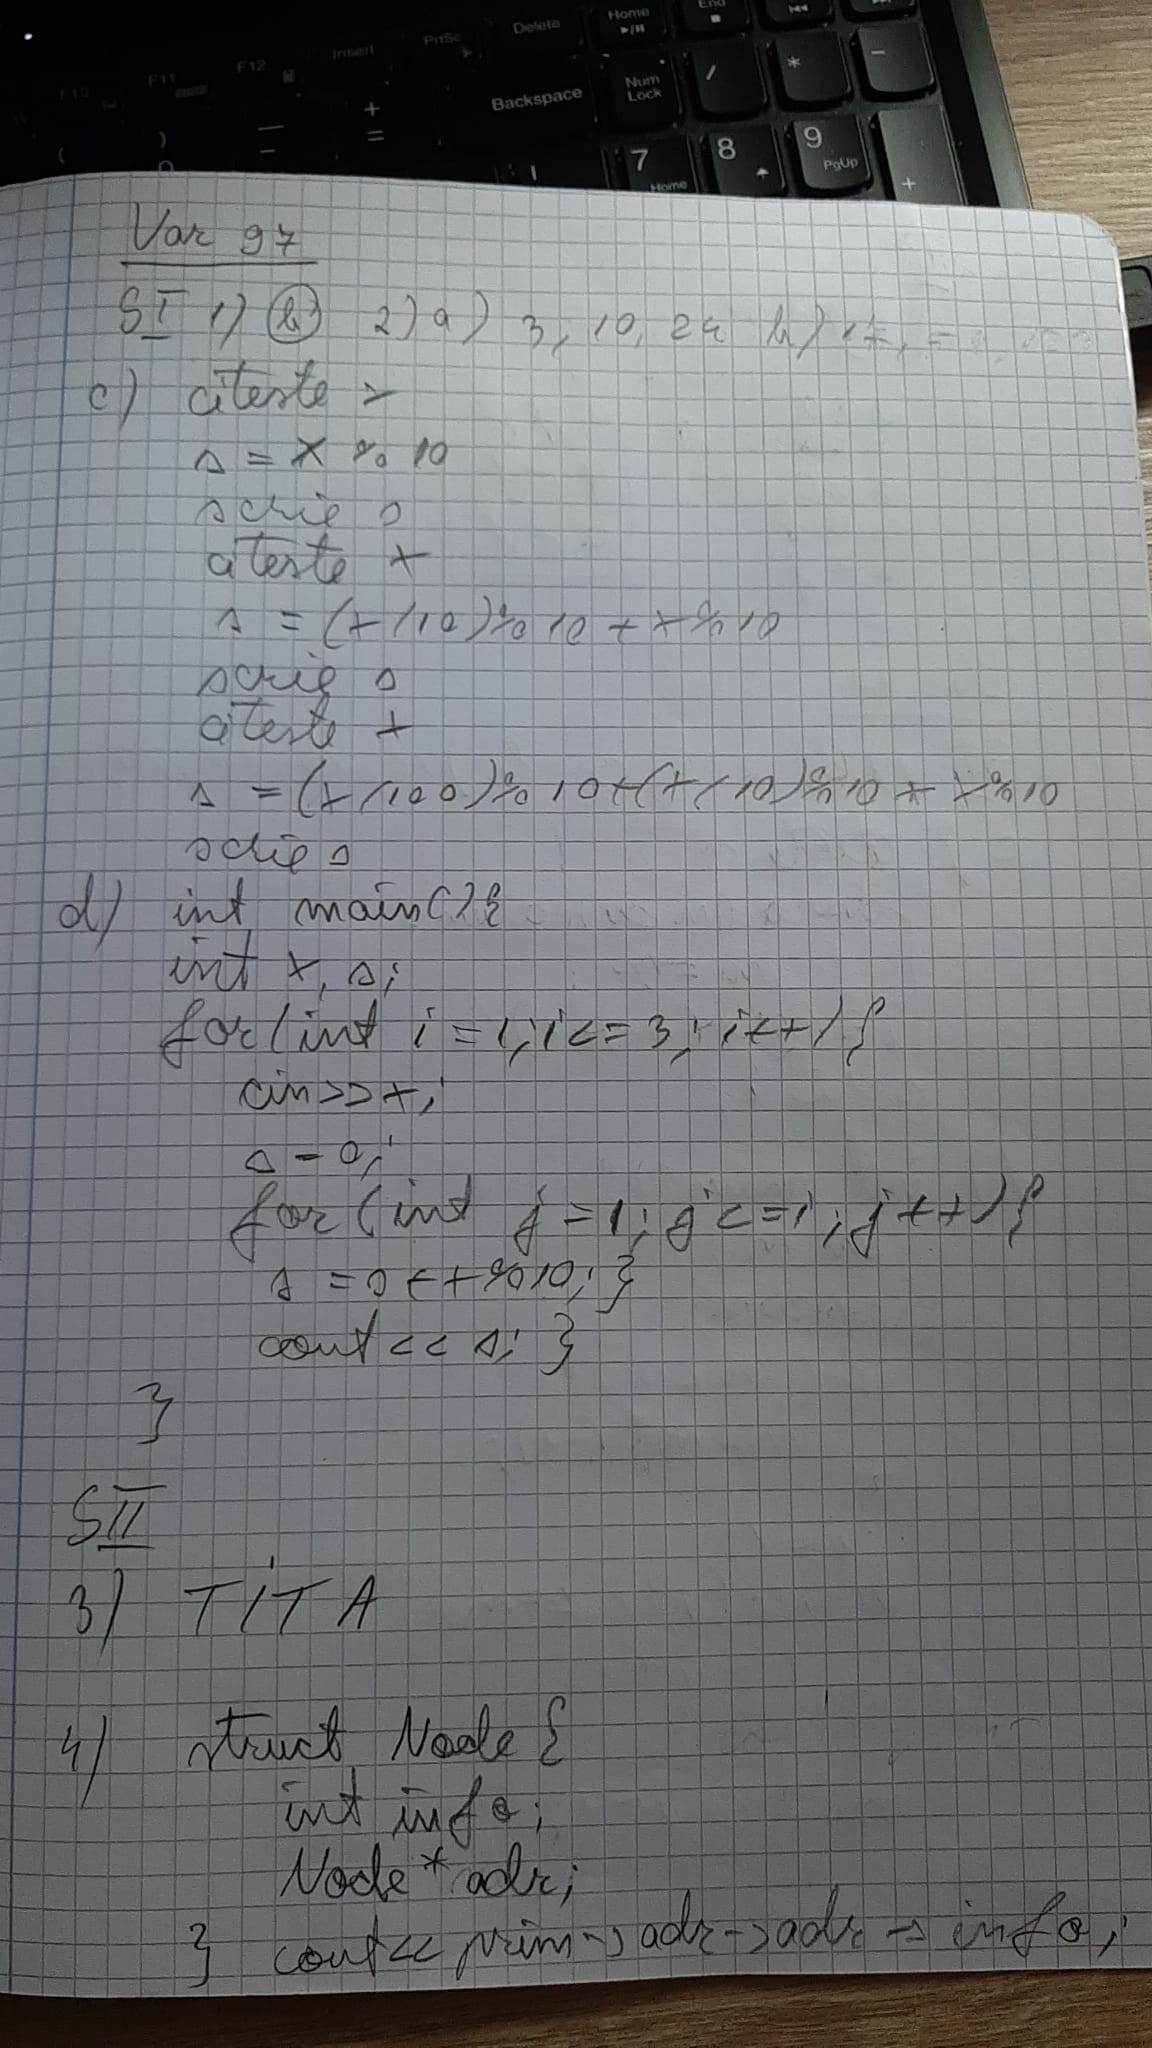 Delete
Home
End
PrtSc
Insert
F12
F11
F10
Backspace
Num
Lock
/
*
-
+
=
7
Home
8
9
PgUp
+
Var 97
SI 1) b) 2) a) 3, 10, 24 b) 17,
c) citeste x
s = x % 10
scrie s
citeste x
s = (x/10)%10 + x%10
scrie s
citeste x
s = (x/100)%10+(x/10)%10 + x%10
scrie s
d) int main(){
int x, s;
for(int i=1;i<=3; i++){
cin>>x;
s=0;
for(int j=1;j<=i;j++){
s=s+x%10;}
cout<<s;}
}
SII
3) TITA
4) struct Node{
int info;
Node* adr;
} cout<<prim->adr->adr->info;